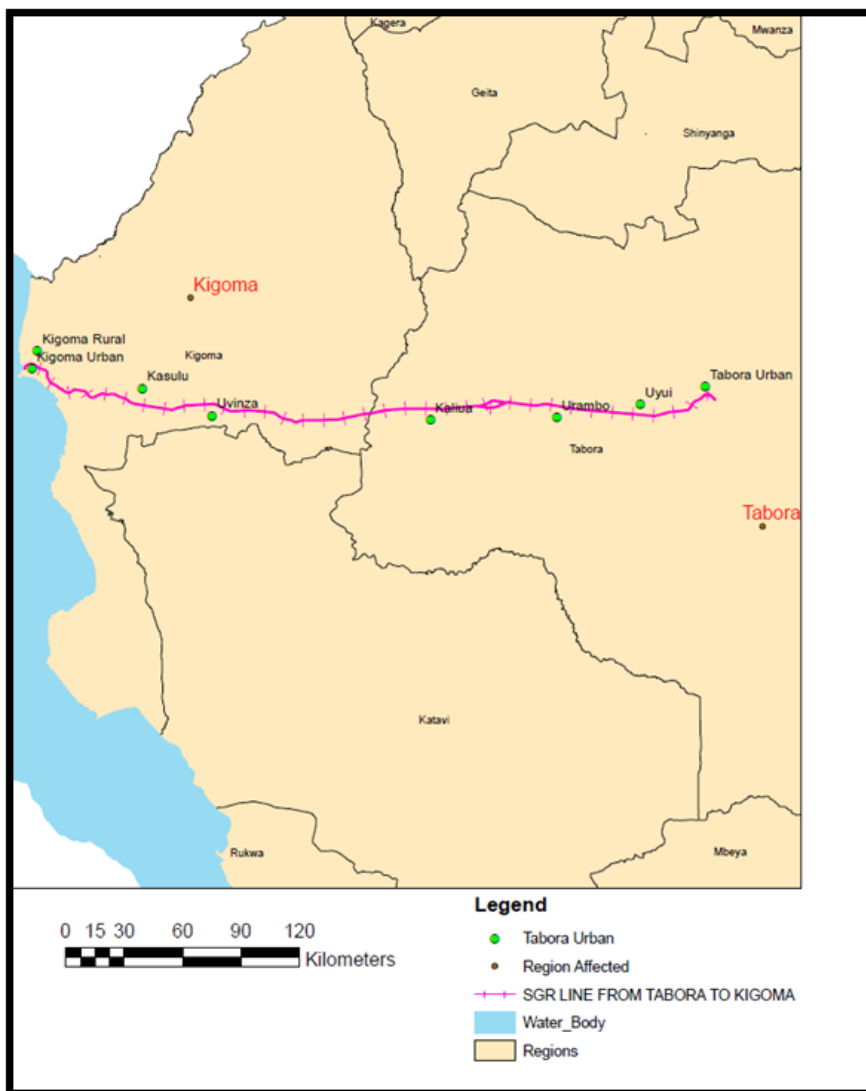 Kagera
Mwanza
Geita
Shinyanga
Kigoma
Kigoma Rural
Kigoma Urban
Kigoma
Kasulu
Uvinza
Kaliua
Urambo
Uyui
Tabora Urban
Tabora
Tabora
Katavi
Rukwa
Mbeya
0 15 30 60 90 120
Kilometers
Legend
Tabora Urban
Region Affected
SGR LINE FROM TABORA TO KIGOMA
Water_Body
Regions